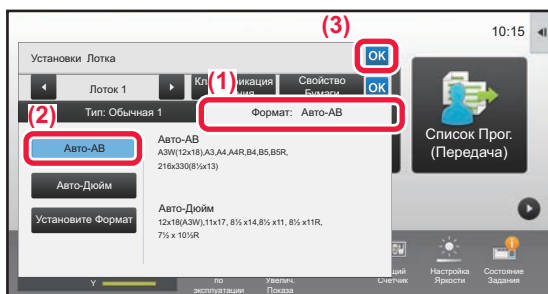 (3)
10:15
Установки Лотка
OK
Лоток 1
(1)
Свойство
Бумаги
OK
(2)
Тип: Обычная 1
Формат: Авто-AB
Авто-AB
Авто-AB
A3W(12x18),A3,A4,A4R,B4,B5,B5R,
216x330(8½x13)
Авто-Дюйм
Авто-Дюйм
12x18(A3W),11x17, 8½ x14,8½ x11, 8½ x11R,
7½ x 10½R
Установите Формат
Список Прог.
(Передача)
Y
по
эксплуатации
Увелич.
Показа
Счетчик
Настройка
Яркости
Состояние
Задания